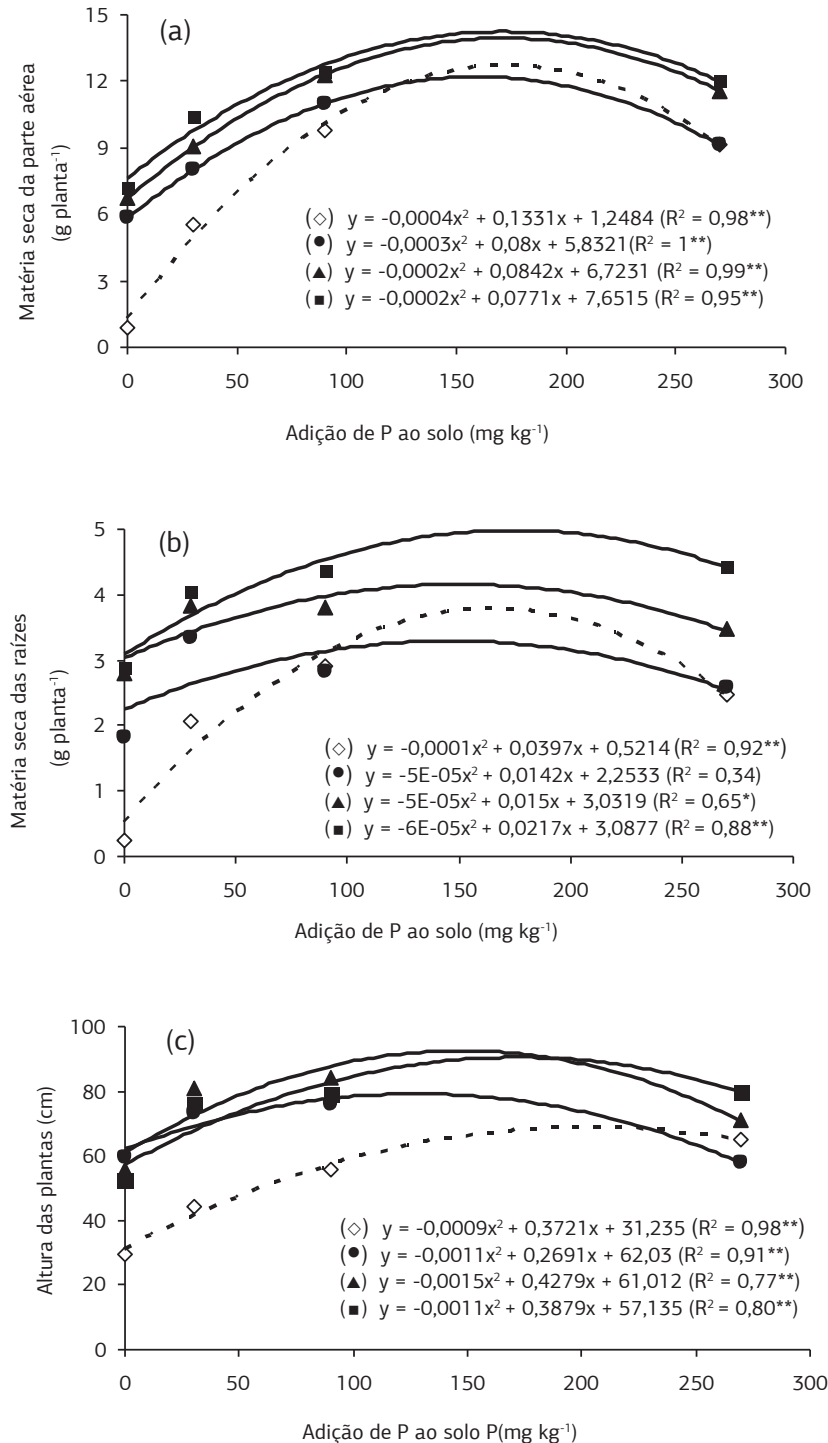 (a)
Matéria seca da parte aérea
(g planta⁻¹)
15
12
9
6
3
0
(◇) y = -0,0004x² + 0,1331x + 1,2484 (R² = 0,98**)
(●) y = -0,0003x² + 0,08x + 5,8321(R² = 1**)
(▲) y = -0,0002x² + 0,0842x + 6,7231 (R² = 0,99**)
(■) y = -0,0002x² + 0,0771x + 7,6515 (R² = 0,95**)
0 50 100 150 200 250 300
Adição de P ao solo (mg kg⁻¹)
(b)
Matéria seca das raízes
(g planta⁻¹)
5
4
3
2
1
0
(◇) y = -0,0001x² + 0,0397x + 0,5214 (R² = 0,92**)
(●) y = -5E-05x² + 0,0142x + 2,2533 (R² = 0,34)
(▲) y = -5E-05x² + 0,015x + 3,0319 (R² = 0,65*)
(■) y = -6E-05x² + 0,0217x + 3,0877 (R² = 0,88**)
0 50 100 150 200 250 300
Adição de P ao solo (mg kg⁻¹)
(c)
Altura das plantas (cm)
100
80
60
40
20
0
(◇) y = -0,0009x² + 0,3721x + 31,235 (R² = 0,98**)
(●) y = -0,0011x² + 0,2691x + 62,03 (R² = 0,91**)
(▲) y = -0,0015x² + 0,4279x + 61,012 (R² = 0,77**)
(■) y = -0,0011x² + 0,3879x + 57,135 (R² = 0,80**)
0 50 100 150 200 250 300
Adição de P ao solo P(mg kg⁻¹)